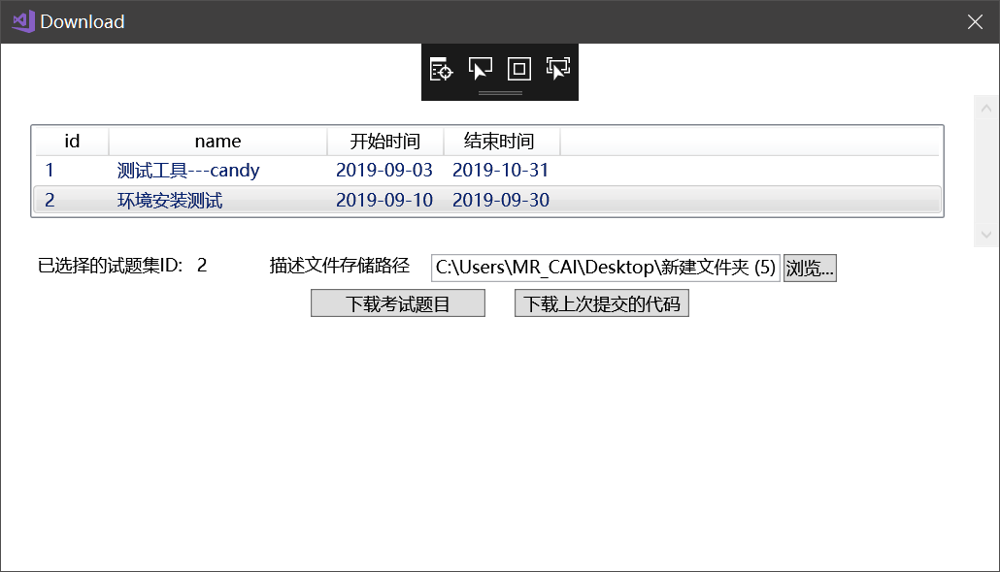 Download
id name 开始时间 结束时间
1 测试工具---candy 2019-09-03 2019-10-31
2 环境安装测试 2019-09-10 2019-09-30
已选择的试题集ID: 2 描述文件存储路径 C:\Users\MR_CAI\Desktop\新建文件夹 (5) 浏览...
下载考试题目 下载上次提交的代码